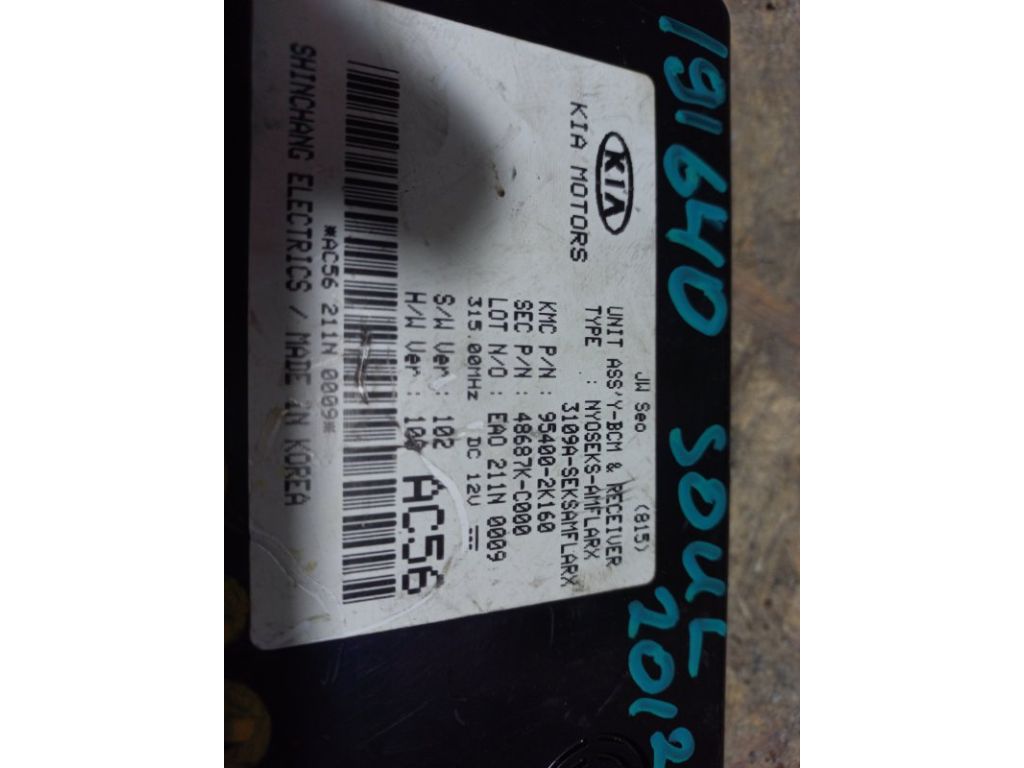 191640 SOUL
2012
KIA
KIA MOTORS
JW Seo (815)
UNIT ASS'Y-BCM & RECEIVER
TYPE : NYOSEKS-AMFLARX
3109A-SEKSAMFLARX
KMC P/N : 95400-2K160
SEC P/N : 48687K-C000
LOT N/O : EAO 211N 0009
315.00MHz DC 12V
S/W Ver : 102
H/W Ver : 100
AC56
*AC56 211N 0009*
SHINCHANG ELECTRICS / MADE IN KOREA